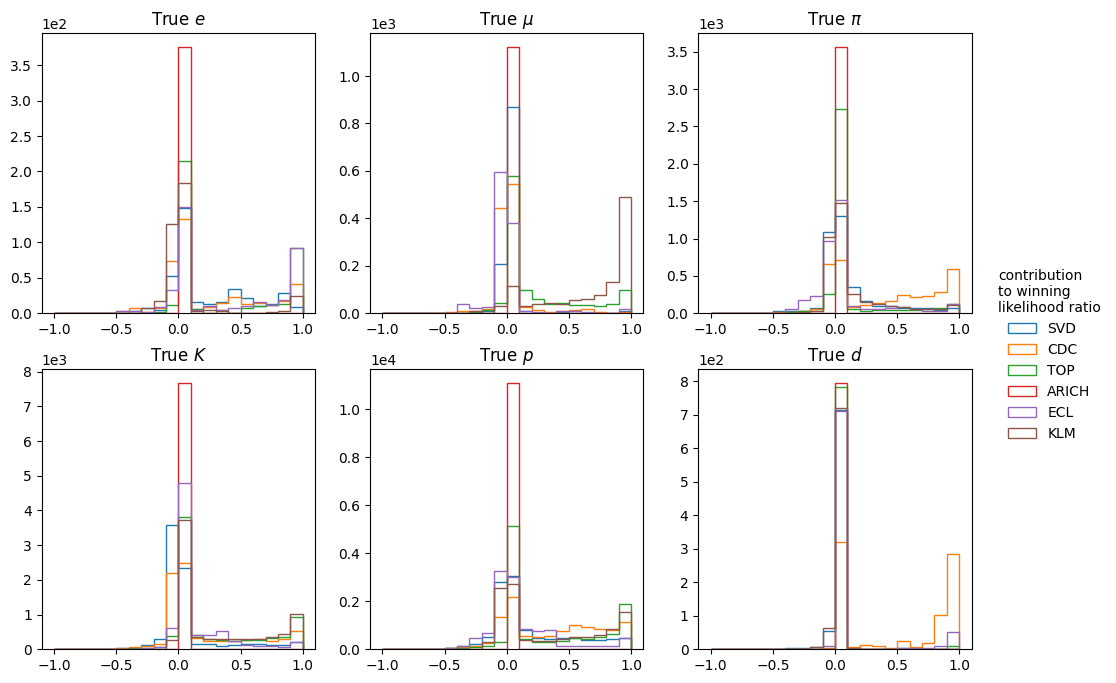 True e
1e2
3.5
3.0
2.5
2.0
1.5
1.0
0.5
0.0
−1.0 −0.5 0.0 0.5 1.0
True μ
1e3
1.0
0.8
0.6
0.4
0.2
0.0
−1.0 −0.5 0.0 0.5 1.0
True π
1e3
3.5
3.0
2.5
2.0
1.5
1.0
0.5
0.0
−1.0 −0.5 0.0 0.5 1.0
True K
1e3
8
7
6
5
4
3
2
1
0
−1.0 −0.5 0.0 0.5 1.0
True p
1e4
1.0
0.8
0.6
0.4
0.2
0.0
−1.0 −0.5 0.0 0.5 1.0
True d
1e2
8
7
6
5
4
3
2
1
0
−1.0 −0.5 0.0 0.5 1.0
contribution
to winning
likelihood ratio
SVD
CDC
TOP
ARICH
ECL
KLM